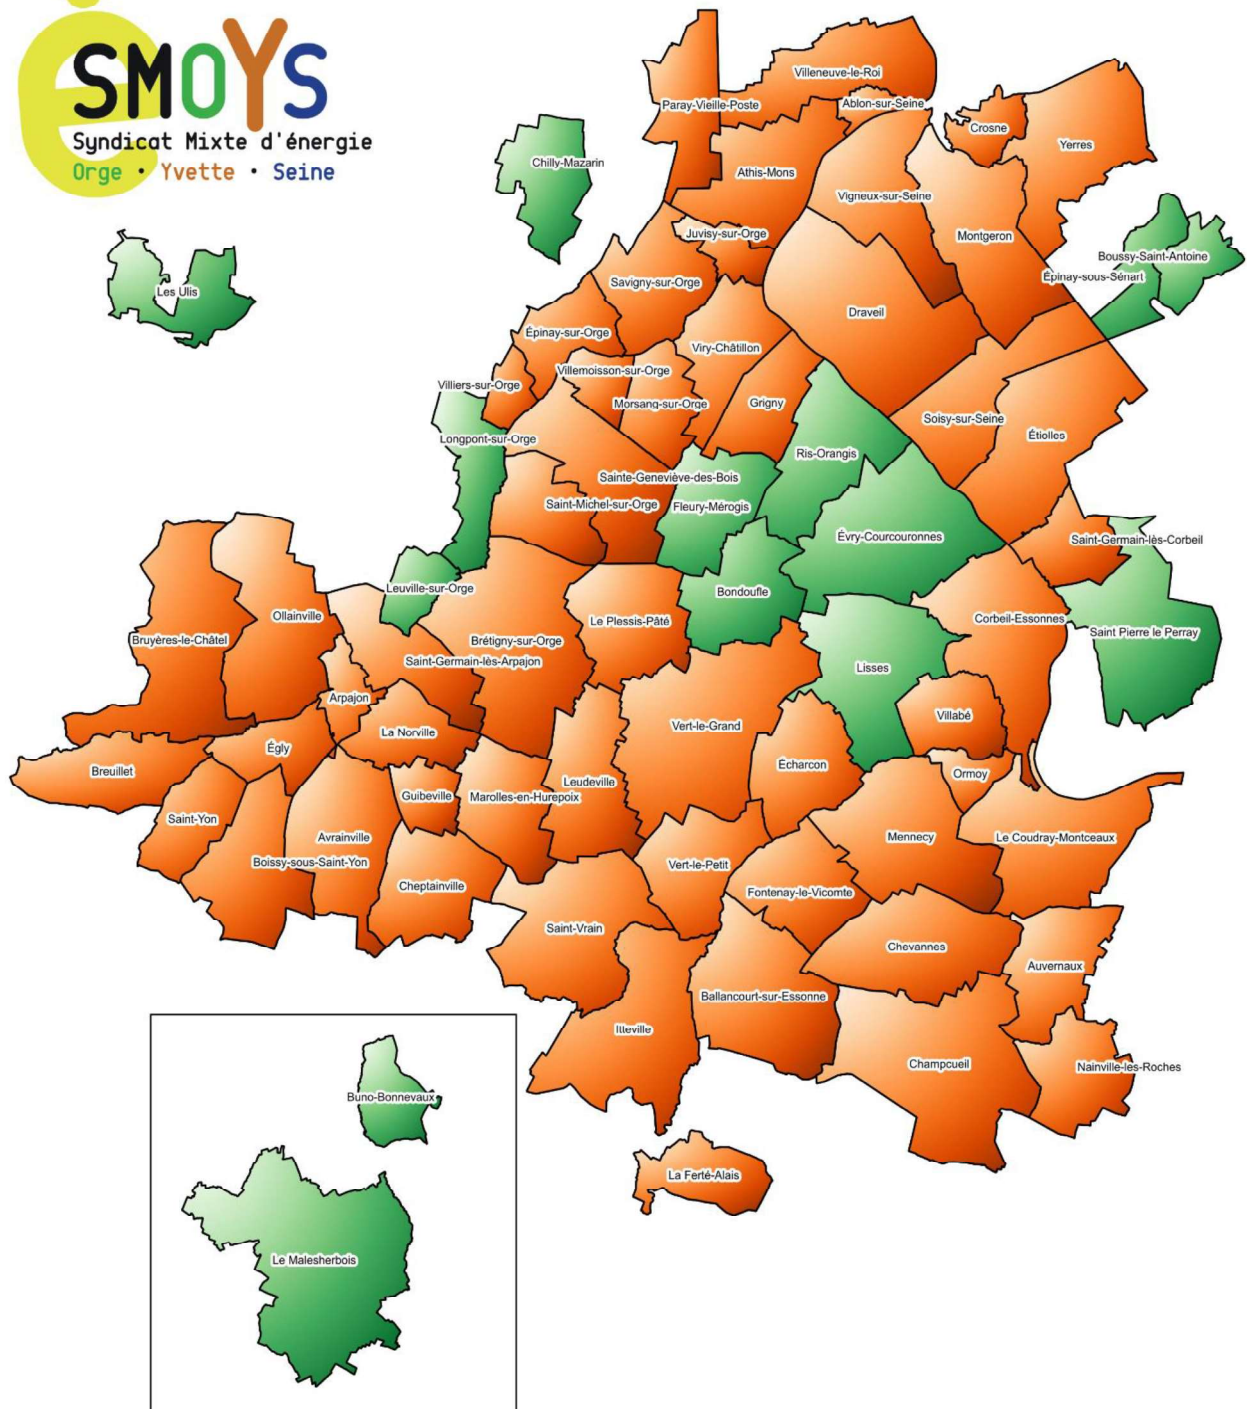 SMOYS
Syndicat Mixte d'énergie
Orge • Yvette • Seine
Villeneuve-le-Roi
Paray-Vieille-Poste
Ablon-sur-Seine
Crosne
Yerres
Chilly-Mazarin
Athis-Mons
Vigneux-sur-Seine
Juvisy-sur-Orge
Montgeron
Boussy-Saint-Antoine
Épinay-sous-Sénart
Savigny-sur-Orge
Les Ulis
Draveil
Épinay-sur-Orge
Viry-Châtillon
Villemoisson-sur-Orge
Villiers-sur-Orge
Morsang-sur-Orge
Grigny
Soisy-sur-Seine
Étiolles
Longpont-sur-Orge
Ris-Orangis
Sainte-Geneviève-des-Bois
Saint-Michel-sur-Orge
Fleury-Mérogis
Évry-Courcouronnes
Saint-Germain-lès-Corbeil
Leuville-sur-Orge
Bondoufle
Ollainville
Le Plessis-Pâté
Corbeil-Essonnes
Saint Pierre le Perray
Bruyères-le-Châtel
Brétigny-sur-Orge
Saint-Germain-lès-Arpajon
Lisses
Arpajon
Villabé
Vert-le-Grand
La Norville
Égly
Écharcon
Breuillet
Ormoy
Leudeville
Guibeville
Marolles-en-Hurepoix
Saint-Yon
Avrainville
Mennecy
Le Coudray-Montceaux
Boissy-sous-Saint-Yon
Vert-le-Petit
Cheptainville
Fontenay-le-Vicomte
Saint-Vrain
Chevannes
Auvernaux
Ballancourt-sur-Essonne
Itteville
Champcueil
Nainville-les-Roches
Buno-Bonnevaux
La Ferté-Alais
Le Malesherbois